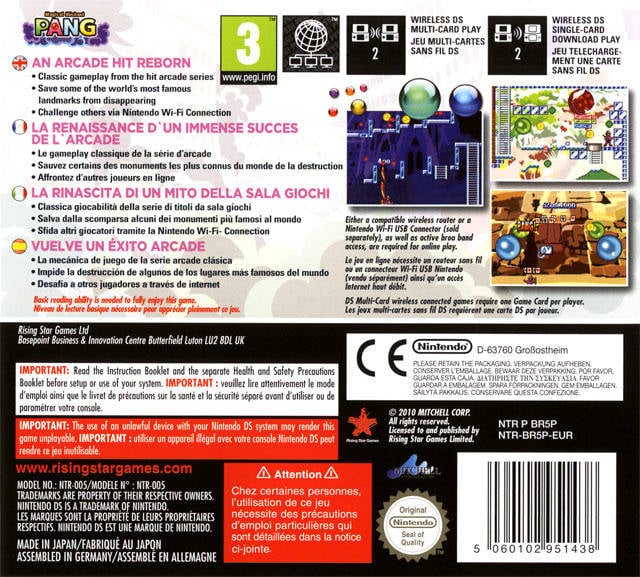 Magical Michael
PANG
3
TM
www.pegi.info
2
WIRELESS DS
MULTI-CARD PLAY
JEU MULTI-CARTES
SANS FIL DS
2
WIRELESS DS
SINGLE-CARD
DOWNLOAD PLAY
JEU TELECHARGE-
MENT UNE CARTE
SANS FIL DS
AN ARCADE HIT REBORN
• Classic gameplay from the hit arcade series
• Save some of the world's most famous
landmarks from disappearing
• Challenge others via Nintendo Wi-Fi Connection
LA RENAISSANCE D`UN IMMENSE SUCCES
DE L`ARCADE
• Le gameplay classique de la série d'arcade
• Sauvez certains des monuments les plus connus du monde de la destruction
• Affrontez d'autres joueurs en ligne
LA RINASCITA DI UN MITO DELLA SALA GIOCHI
• Classica giocabilità della serie di titoli da sala giochi
• Salva dalla scomparsa alcuni dei monumenti più famosi al mondo
• Sfida altri giocatori tramite la Nintendo Wi-Fi- Connection
VUELVE UN ÉXITO ARCADE
• La mecánica de juego de la serie arcade clásica
• Impide la destrucción de algunos de los lugares más famosos del mundo
• Desafía a otros jugadores a través de internet
Basic reading ability is needed to fully enjoy this game.
Niveau de lecture basique nécessaire pour apprécier pleinement ce jeu.
Either a compatible wireless router or a
Nintendo Wi-Fi USB Connector (sold
separately), as well as active broa band
access, are required for online play.
Le jeu en ligne nécessite un routeur sans fil
ou un connecteur Wi-Fi USB Nintendo
(vendu séparément) ainsi qu'un accès
Internet haut débit.
DS Multi-Card wireless connected games require one Game Card per player.
Les jeux multi-cartes sans fil DS requièrent une carte DS par joueur.
Rising Star Games Ltd
Basepoint Business & Innovation Centre Butterfield Luton LU2 8DL UK
IMPORTANT: Read the Instruction Booklet and the separate Health and Safety Precautions
Booklet before setup or use of your system. IMPORTANT : veuillez lire attentivement le mode
d'emploi ainsi que le livret de précautions sur la santé et la sécurité séparé avant d'utiliser ou de
paramétrer votre console.
IMPORTANT: The use of an unlawful device with your Nintendo DS system may render this
game unplayable. IMPORTANT : utiliser un appareil illégal avec votre console Nintendo DS peut
rendre ce jeu inutilisable.
www.risingstargames.com
MODEL NO.: NTR-005/MODELE N° : NTR-005
TRADEMARKS ARE PROPERTY OF THEIR RESPECTIVE OWNERS.
NINTENDO DS IS A TRADEMARK OF NINTENDO.
LES MARQUES SONT LA PROPRIÉTÉ DE LEURS PROPRIÉTAIRES
RESPECTIFS. NINTENDO DS EST UNE MARQUE DE NINTENDO.
MADE IN JAPAN/FABRIQUÉ AU JAPON
ASSEMBLED IN GERMANY/ASSEMBLÉ EN ALLEMAGNE
Attention
Chez certaines personnes,
l'utilisation de ce jeu
nécessite des précautions
d'emploi particulières qui
sont détaillées dans la notice
ci-jointe.
CE
Nintendo
D-63760 Großostheim
PLEASE RETAIN THE PACKAGING. VERPACKUNG AUFHEBEN.
CONSERVER L'EMBALLAGE. BEWAAR DEZE VERPAKKING. POR FAVOR,
GUARDA ESTA CAJA. ΔΙΑΤΗΡΗΣΤΕ ΤΗΝ ΣΥΣΚΕΥΑΣΙΑ. FAVOR
GUARDAR A EMBALAGEM. SPARA FÖRPACKNINGEN. GEM EMBALLAGEN.
SÄILYTÄ PAKKAUS. CONSERVARE QUESTA CONFEZIONE.
Rising Star Games
© 2010 MITCHELL CORP.
All rights reserved.
Licensed to and published by
Rising Star Games Limited.
NTR P BR5P
NTR-BR5P-EUR
MITCHELL
Original
Nintendo
Seal of
Quality
5 060102 951438